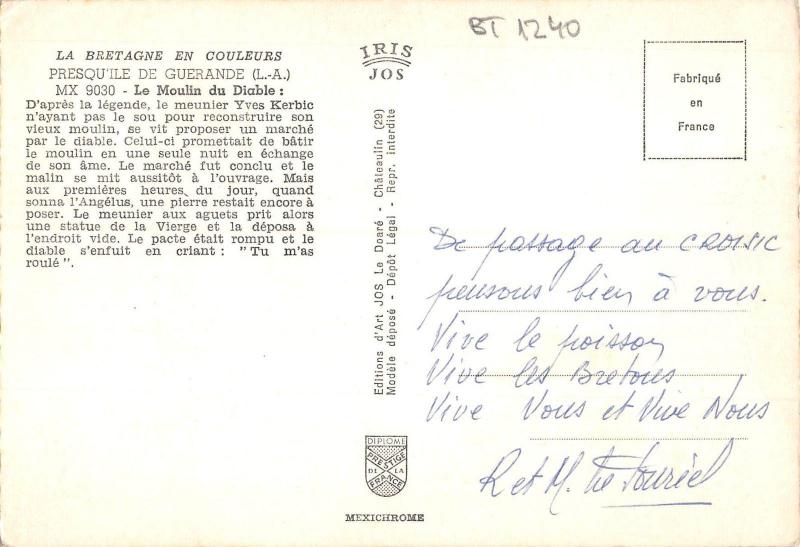 BT 1240
LA BRETAGNE EN COULEURS
PRESQU'ILE DE GUERANDE (L.-A.)
MX 9030 - Le Moulin du Diable :
D'après la légende, le meunier Yves Kerbic
n'ayant pas le sou pour reconstruire son
vieux moulin, se vit proposer un marché
par le diable. Celui-ci promettait de bâtir
le moulin en une seule nuit en échange
de son âme. Le marché fut conclu et le
malin se mit aussitôt à l'ouvrage. Mais
aux premières heures du jour, quand
sonna l'Angélus, une pierre restait encore à
poser. Le meunier aux aguets prit alors
une statue de la Vierge et la déposa à
l'endroit vide. Le pacte était rompu et le
diable s'enfuit en criant : "Tu m'as
roulé".
IRIS
JOS
Editions d'Art JOS Le Doaré - Châteaulin (29)
Modèle déposé - Dépôt Légal - Repr. interdite
DIPLOME
PRESTIGE
DE LA
FRANCE
MEXICHROME
Fabriqué
en
France
De passage au CROISIC
pensons bien à vous.
Vive le poisson
Vive les Bretons
Vive Vous et Vive Nous
R et M.